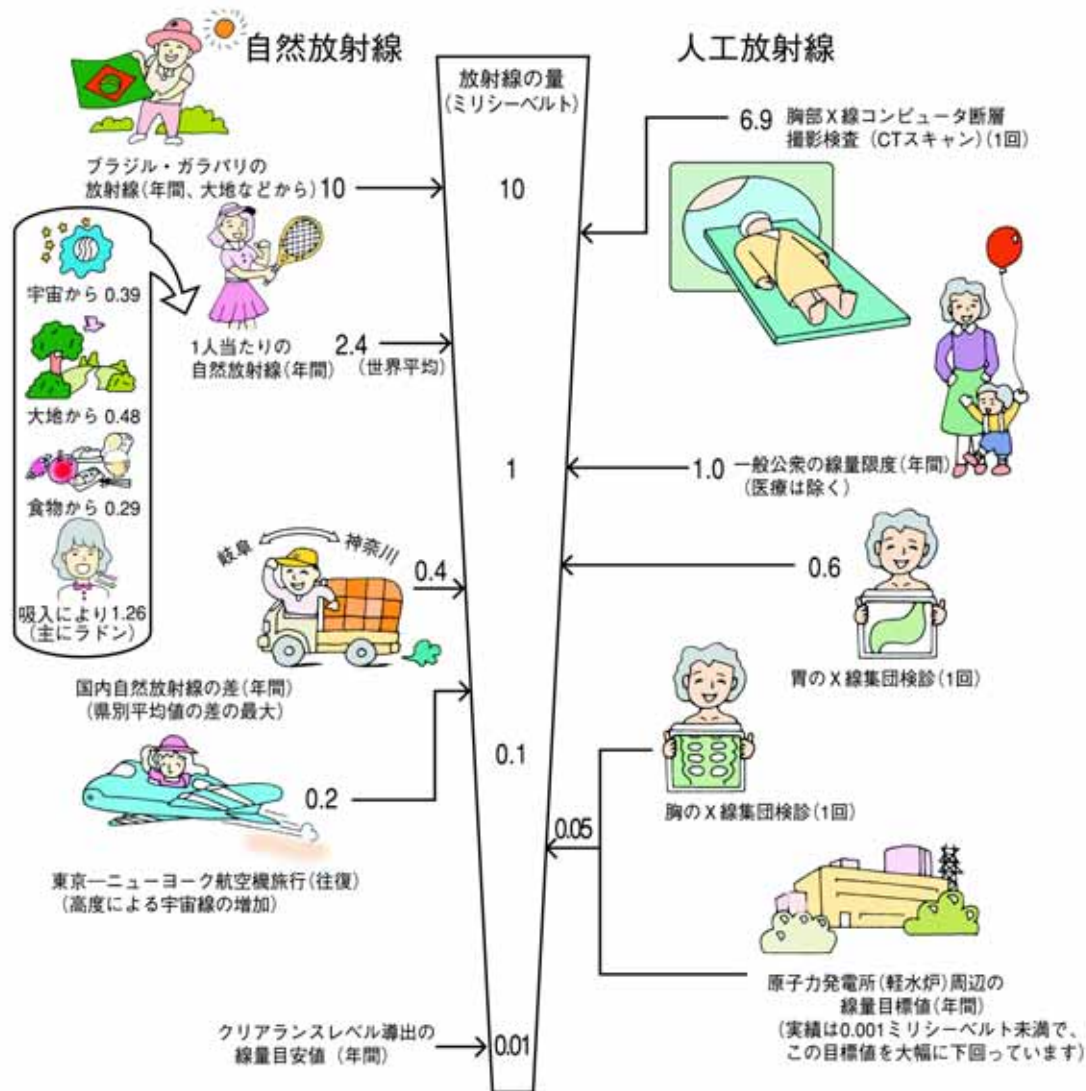 自然放射線
人工放射線
放射線の量
(ミリシーベルト)
10
1
0.1
0.01
ブラジル・ガラパリの
放射線(年間、大地などから)10
宇宙から 0.39
大地から 0.48
食物から 0.29
吸入により1.26
(主にラドン)
1人当たりの
自然放射線(年間)
2.4
(世界平均)
岐阜
神奈川
0.4
国内自然放射線の差(年間)
(県別平均値の差の最大)
0.2
東京―ニューヨーク航空機旅行(往復)
(高度による宇宙線の増加)
クリアランスレベル導出の
線量目安値 (年間)
6.9 胸部X線コンピュータ断層
撮影検査 (CTスキャン)(1回)
1.0 一般公衆の線量限度(年間)
(医療は除く)
0.6
胃のX線集団検診(1回)
胸のX線集団検診(1回)
0.05
原子力発電所(軽水炉)周辺の
線量目標値(年間)
(実績は0.001ミリシーベルト未満で、
この目標値を大幅に下回っています)